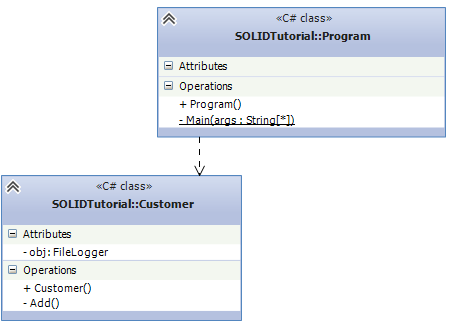 «C# class»
SOLIDTutorial::Program
Attributes
Operations
+ Program()
- Main(args : String[*])
«C# class»
SOLIDTutorial::Customer
Attributes
- obj: FileLogger
Operations
+ Customer()
- Add()